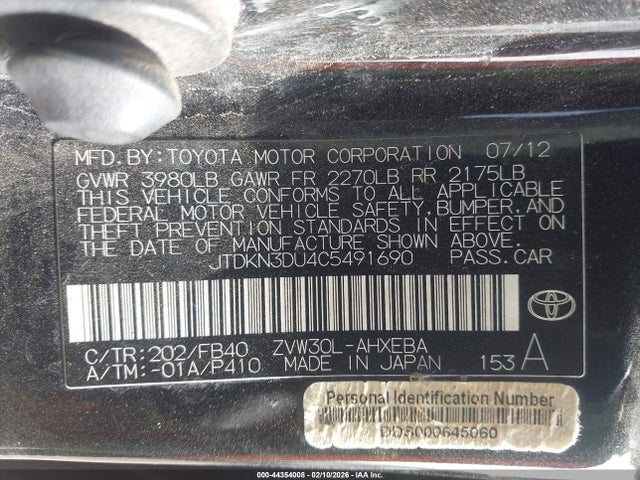 MFD.BY: TOYOTA MOTOR CORPORATION 07/12
GVWR 3980LB GAWR FR 2270LB RR 2175LB
THIS VEHICLE CONFORMS TO ALL APPLICABLE
FEDERAL MOTOR VEHICLE SAFETY, BUMPER, AND
THEFT PREVENTION STANDARDS IN EFFECT ON
THE DATE OF MANUFACTURE SHOWN ABOVE.
JTDKN3DU4C5491690 PASS.CAR
C/TR:202/FB40 ZVW30L-AHXEBA
A/TM:-01A/P410 MADE IN JAPAN 153 A
Personal Identification Number
DD5000645060
000-44354008 - 02/10/2026 - IAA Inc.